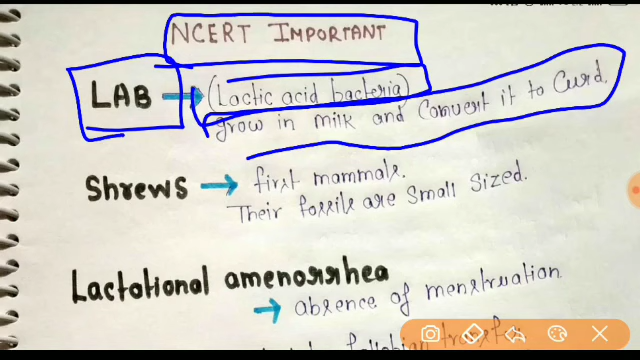 NCERT IMPORTANT
LAB → (Lactic acid bacteria)
grow in milk and convert it to curd.
Shrews → first mammals.
Their fossils are small sized.
Lactational amenorrhea
→ absence of menstruation
following